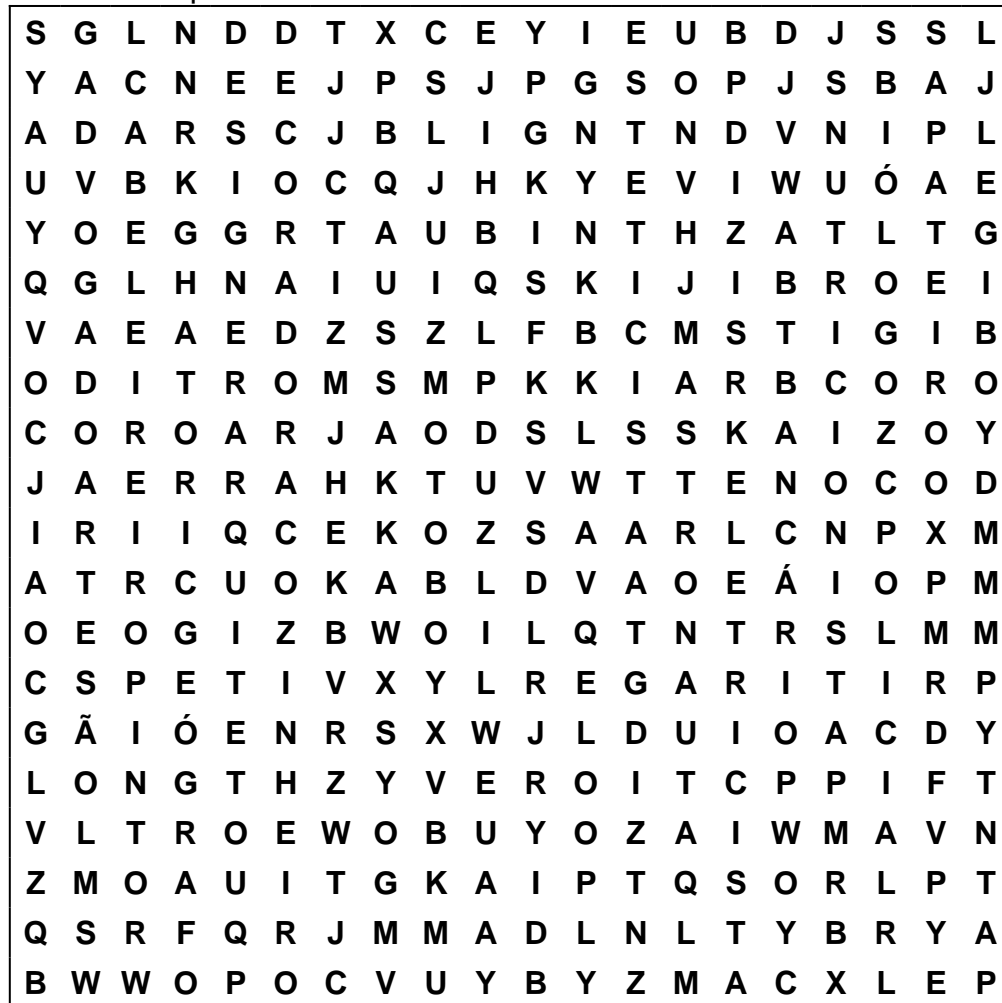 S G L N D D T X C E Y I E U B D J S S L
Y A C N E E J P S J P G S O P J S B A J
A D A R S C J B L I G N T N D V N I P L
U V B K I O C Q J H K Y E V I W U Ó A E
Y O E G G R T A U B I N T H Z A T L T G
Q G L H N A I U I Q S K I J I B R O E I
V A E A E D Z S Z L F B C M S T I G I B
O D I T R O M S M P K K I A R B C O R O
C O R O A R J A O D S L S S K A I Z O Y
J A E R R A H K T U V W T T E N O C O D
I R I I Q C E K O Z S A A R L C N P X M
A T R C U O K A B L D V A O E Á I O P M
O E O G I Z B W O I L Q T N T R S L M M
C S P E T I V X Y L R E G A R I T I R P
G Ã I Ó E N R S X W J L D U I O A C D Y
L O N G T H Z Y V E R O I T C P P I F T
V L T R O E W O B U Y O Z A I W M A V N
Z M O A U I T G K A I P T Q S O R L P T
Q S R F Q R J M M A D L N L T Y B R Y A
B W W O P O C V U Y B Y Z M A C X L E P